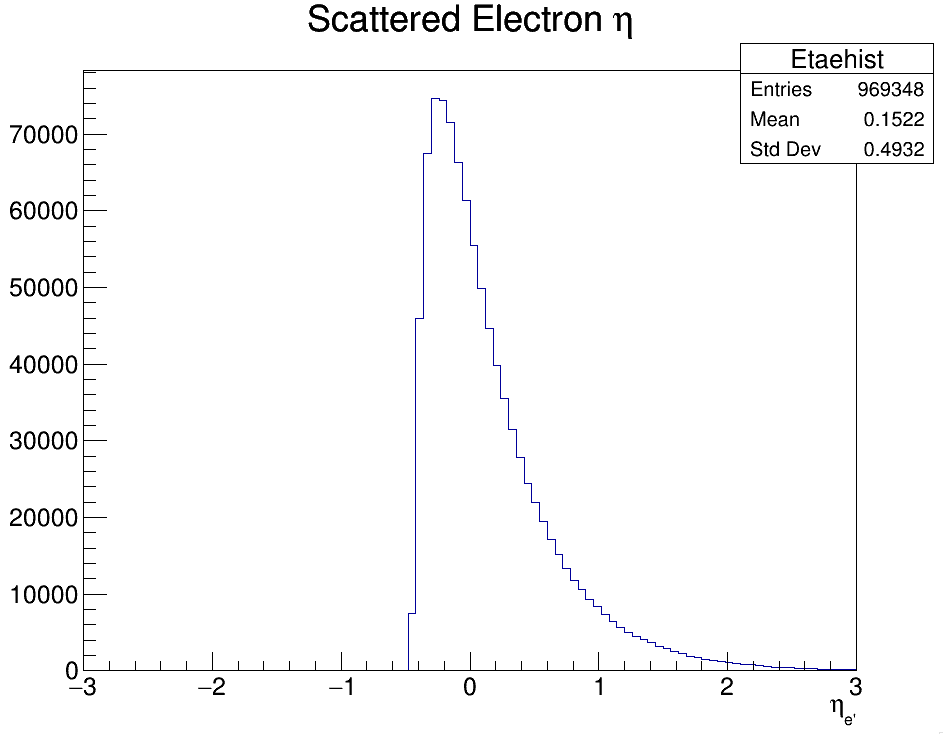 Scattered Electron η
Etaehist
Entries 969348
Mean 0.1522
Std Dev 0.4932
70000
60000
50000
40000
30000
20000
10000
0
−3 −2 −1 0 1 2 3
ηe'